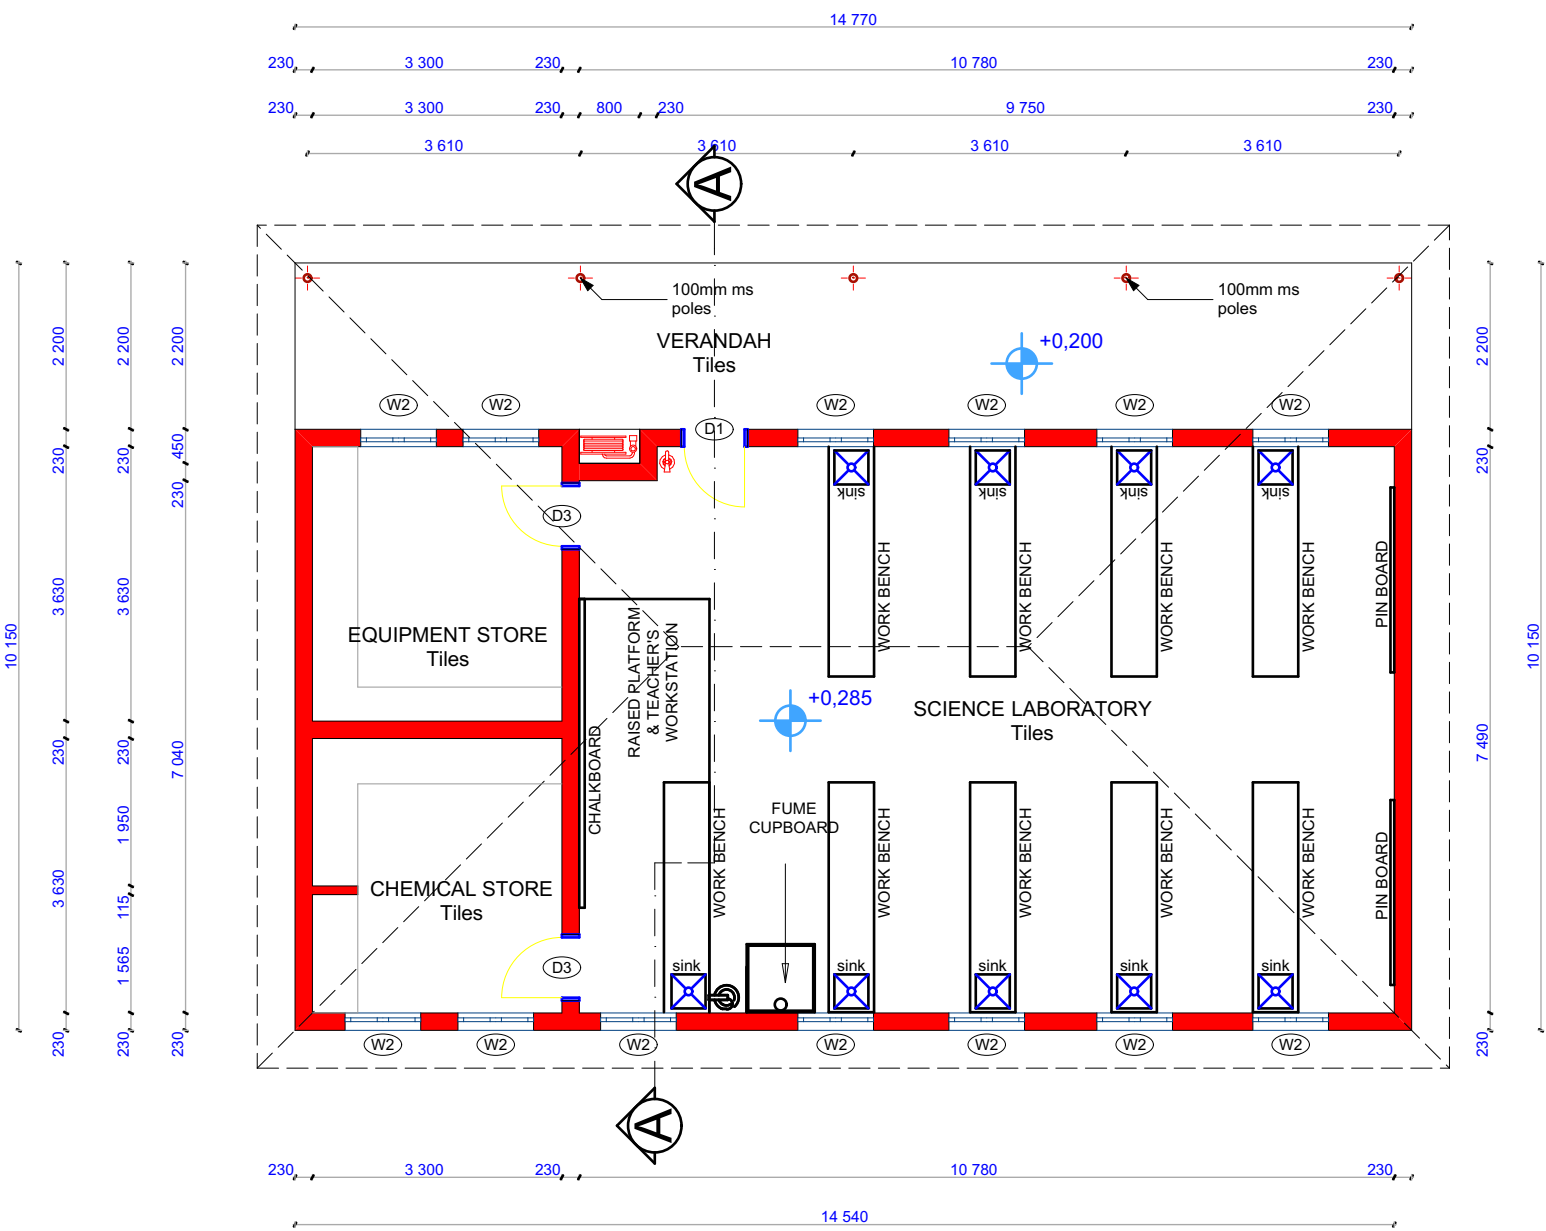 14 770
230 3 300 230 10 780 230
230 3 300 230 800 230 9 750 230
3 610 3 610 3 610 3 610
A
100mm ms
poles
100mm ms
poles
VERANDAH
Tiles
+0,200
W2 W2 D1 W2 W2 W2 W2
sink sink sink sink
D3
WORK BENCH WORK BENCH WORK BENCH WORK BENCH
PIN BOARD
EQUIPMENT STORE
Tiles
RAISED PLATFORM
& TEACHER'S
WORKSTATION
CHALKBOARD
+0,285
SCIENCE LABORATORY
Tiles
FUME
CUPBOARD
WORK BENCH WORK BENCH WORK BENCH WORK BENCH WORK BENCH
PIN BOARD
CHEMICAL STORE
Tiles
D3
sink sink sink sink sink
W2 W2 W2 W2 W2 W2 W2
A
230 3 300 230 10 780 230
14 540
10 150
2 200 230 3 630 230 3 630 230
2 200 230 3 630 230 1 950 115 1 565 230
2 200 450 230 7 040 230
2 200 230 7 490 230
10 150